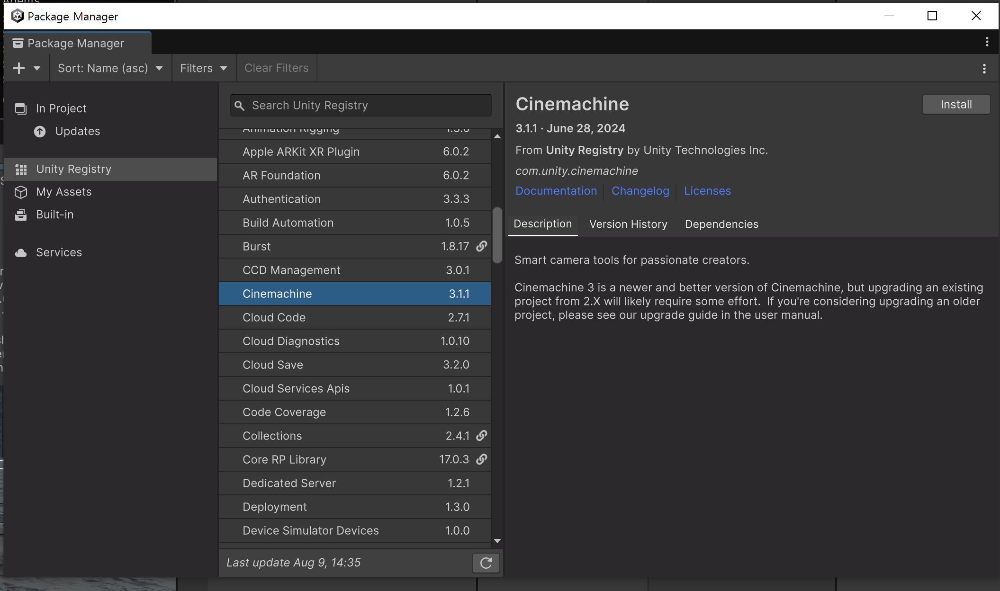 Package Manager
Package Manager
Sort: Name (asc)
Filters
Clear Filters
In Project
Updates
Unity Registry
My Assets
Built-in
Services
Search Unity Registry
Animation Rigging 1.3.0
Apple ARKit XR Plugin 6.0.2
AR Foundation 6.0.2
Authentication 3.3.3
Build Automation 1.0.5
Burst 1.8.17
CCD Management 3.0.1
Cinemachine 3.1.1
Cloud Code 2.7.1
Cloud Diagnostics 1.0.10
Cloud Save 3.2.0
Cloud Services Apis 1.0.1
Code Coverage 1.2.6
Collections 2.4.1
Core RP Library 17.0.3
Dedicated Server 1.2.1
Deployment 1.3.0
Device Simulator Devices 1.0.0
Last update Aug 9, 14:35
Cinemachine
Install
3.1.1 · June 28, 2024
From Unity Registry by Unity Technologies Inc.
com.unity.cinemachine
Documentation Changelog Licenses
Description Version History Dependencies
Smart camera tools for passionate creators.
Cinemachine 3 is a newer and better version of Cinemachine, but upgrading an existing
project from 2.X will likely require some effort.  If you're considering upgrading an older
project, please see our upgrade guide in the user manual.